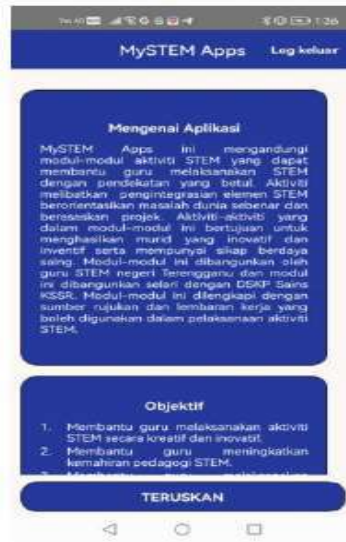 1:26
MySTEM Apps
Log keluar
Mengenai Aplikasi
MySTEM Apps ini mengandungi
modul-modul aktiviti STEM yang dapat
membantu guru melaksanakan STEM
dengan pendekatan yang betul. Aktiviti
melibatkan pengintegrasian elemen STEM
berorientasikan masalah dunia sebenar dan
berasaskan projek. Aktiviti-aktiviti yang
dalam modul-modul ini bertujuan untuk
menghasilkan murid yang inovatif dan
inventif serta mempunyai sikap berdaya
saing. Modul-modul ini dibangunkan oleh
guru STEM negeri Terengganu dan modul
ini dibangunkan selari dengan DSKP Sains
KSSR. Modul-modul ini dilengkapi dengan
sumber rujukan dan lembaran kerja yang
boleh digunakan dalam pelaksanaan aktiviti
STEM.
Objektif
1. Membantu guru melaksanakan aktiviti
STEM secara kreatif dan inovatif.
2. Membantu guru meningkatkan
kemahiran pedagogi STEM.
TERUSKAN